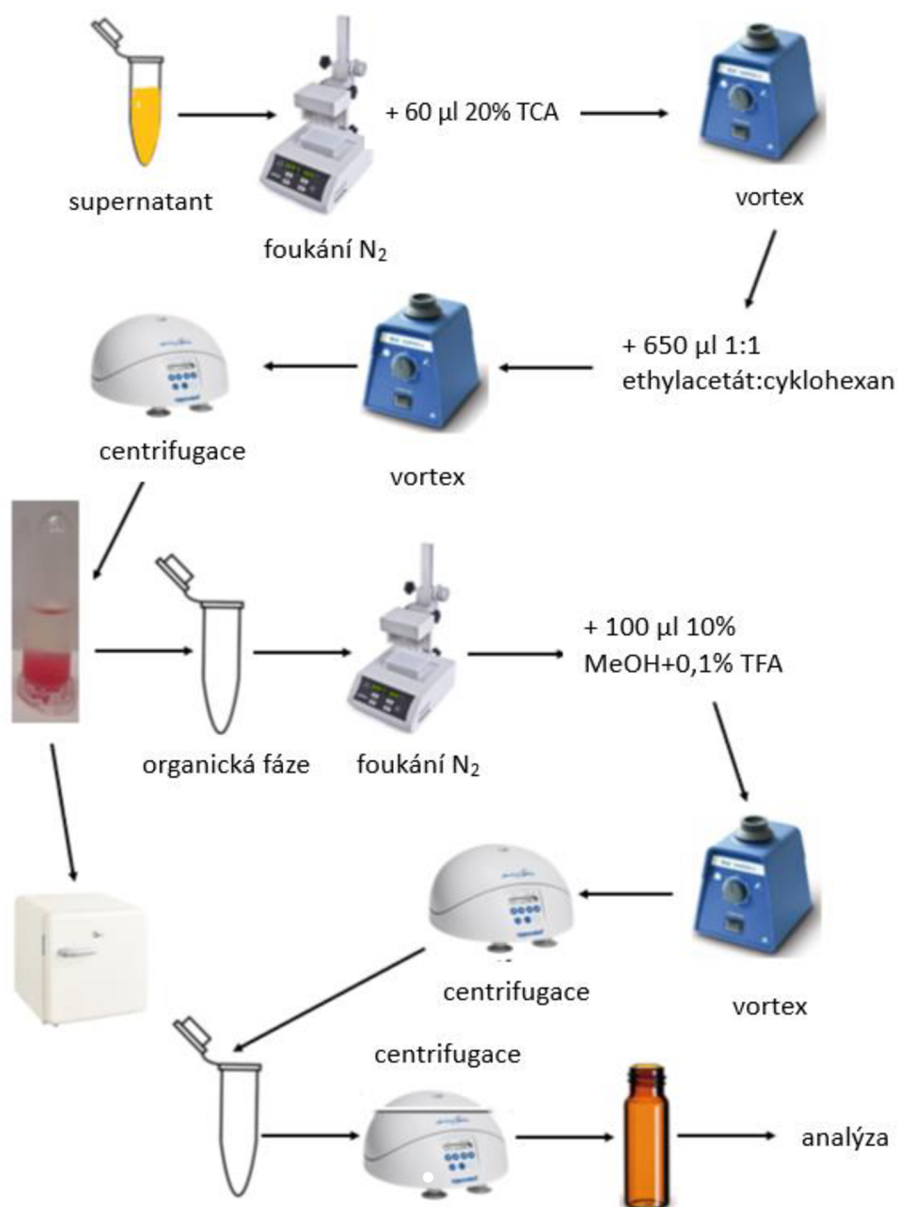 + 60 µl 20% TCA
supernatant
vortex
foukání N₂
+ 650 µl 1:1
ethylacetát:cyklohexan
centrifugace
vortex
+ 100 µl 10%
MeOH+0,1% TFA
organická fáze
foukání N₂
centrifugace
vortex
centrifugace
analýza